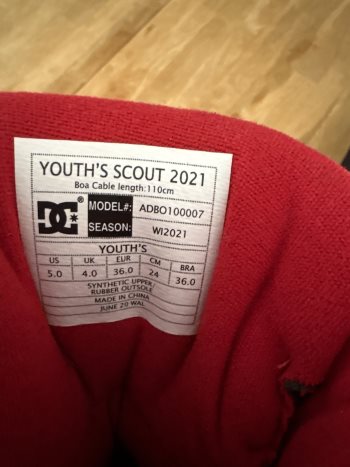 YOUTH'S SCOUT 2021
Boa Cable length:110cm
DC®
MODEL#: ADBO100007
SEASON: WI2021
YOUTH'S
US UK EUR CM BRA
5.0 4.0 36.0 24 36.0
SYNTHETIC UPPER/
RUBBER OUTSOLE
MADE IN CHINA
JUNE 20 WAL